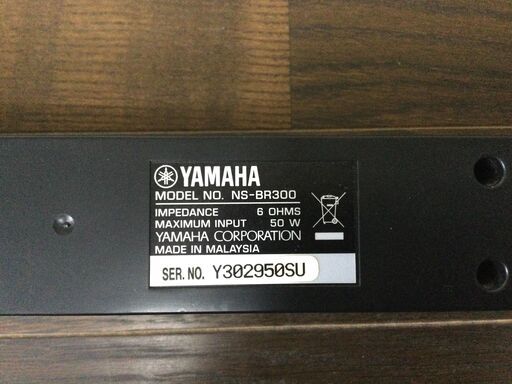 YAMAHA
MODEL NO. NS-BR300
IMPEDANCE 6 OHMS
MAXIMUM INPUT 50 W
YAMAHA CORPORATION
MADE IN MALAYSIA
SER. NO. Y302950SU